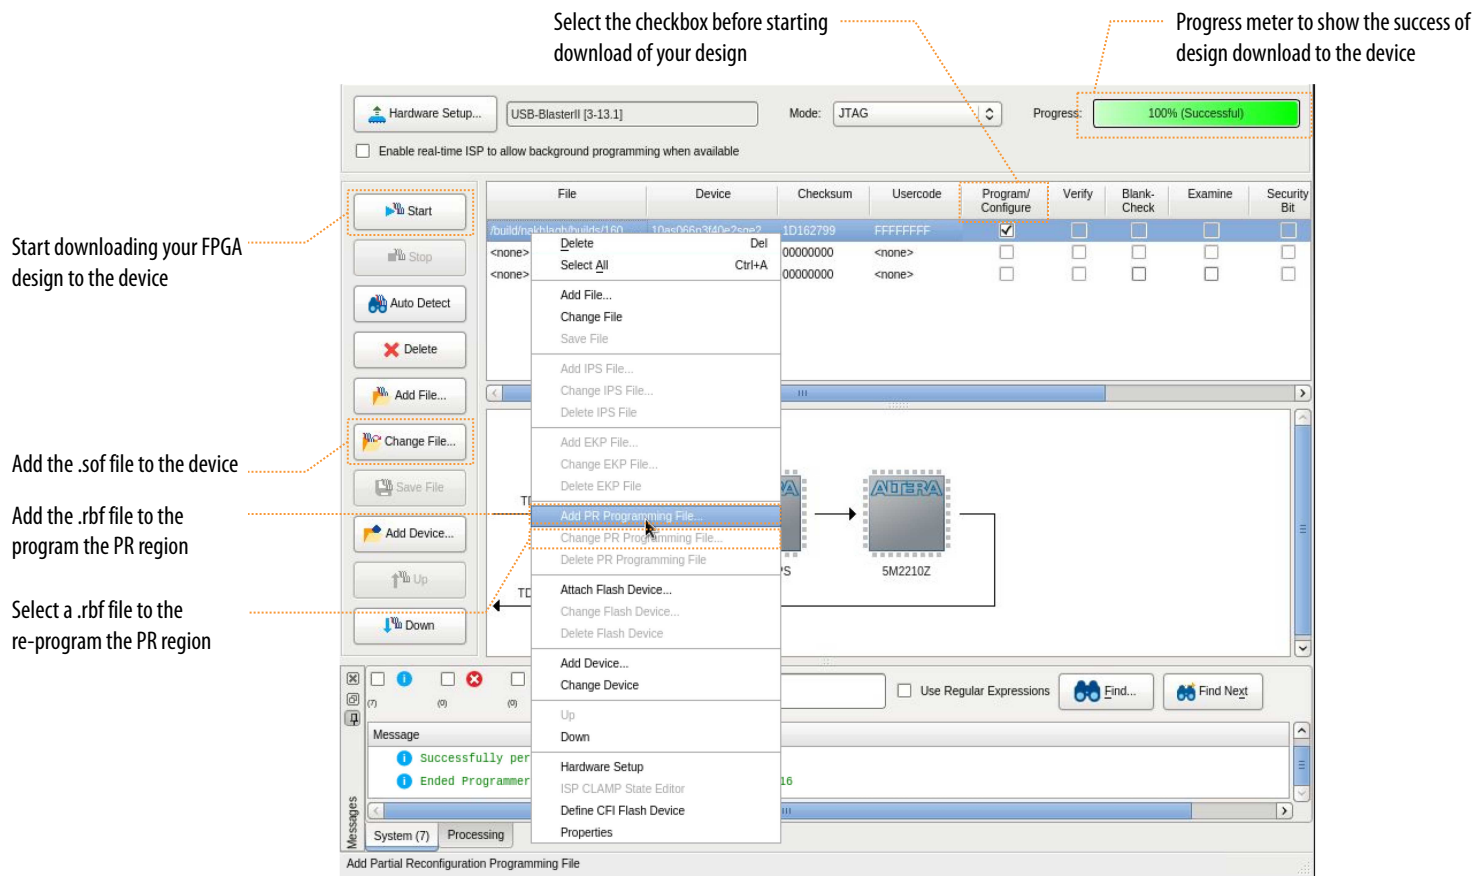 Select the checkbox before starting
download of your design
Progress meter to show the success of
design download to the device
Hardware Setup...
USB-BlasterII [3-13.1]
Mode:
JTAG
Progress:
100% (Successful)
Enable real-time ISP to allow background programming when available
Start
Stop
Auto Detect
Delete
Add File...
Change File...
Save File
Add Device...
Up
Down
Start downloading your FPGA
design to the device
Add the .sof file to the device
Add the .rbf file to the
program the PR region
Select a .rbf file to the
re-program the PR region
File Device Checksum Usercode Program/ Configure Verify Blank- Check Examine Security Bit
/build/nakhlagh/builds/160 10as066n3f40e2sge2 1D162799 FFFFFFFF
<none> 00000000 <none>
<none> 00000000 <none>
Delete Del
Select All Ctrl+A
Add File...
Change File
Save File
Add IPS File...
Change IPS File...
Delete IPS File
Add EKP File...
Change EKP File...
Delete EKP File
Add PR Programming File...
Change PR Programming File...
Delete PR Programming File
Attach Flash Device...
Change Flash Device...
Delete Flash Device
Add Device...
Change Device
Up
Down
Hardware Setup
ISP CLAMP State Editor
Define CFI Flash Device
Properties
ALTERA
5M2210Z
(7) (0) (0)
Use Regular Expressions
Find...
Find Next
Message
Successfully per
Ended Programmer 16
Messages
System (7) Processing
Add Partial Reconfiguration Programming File